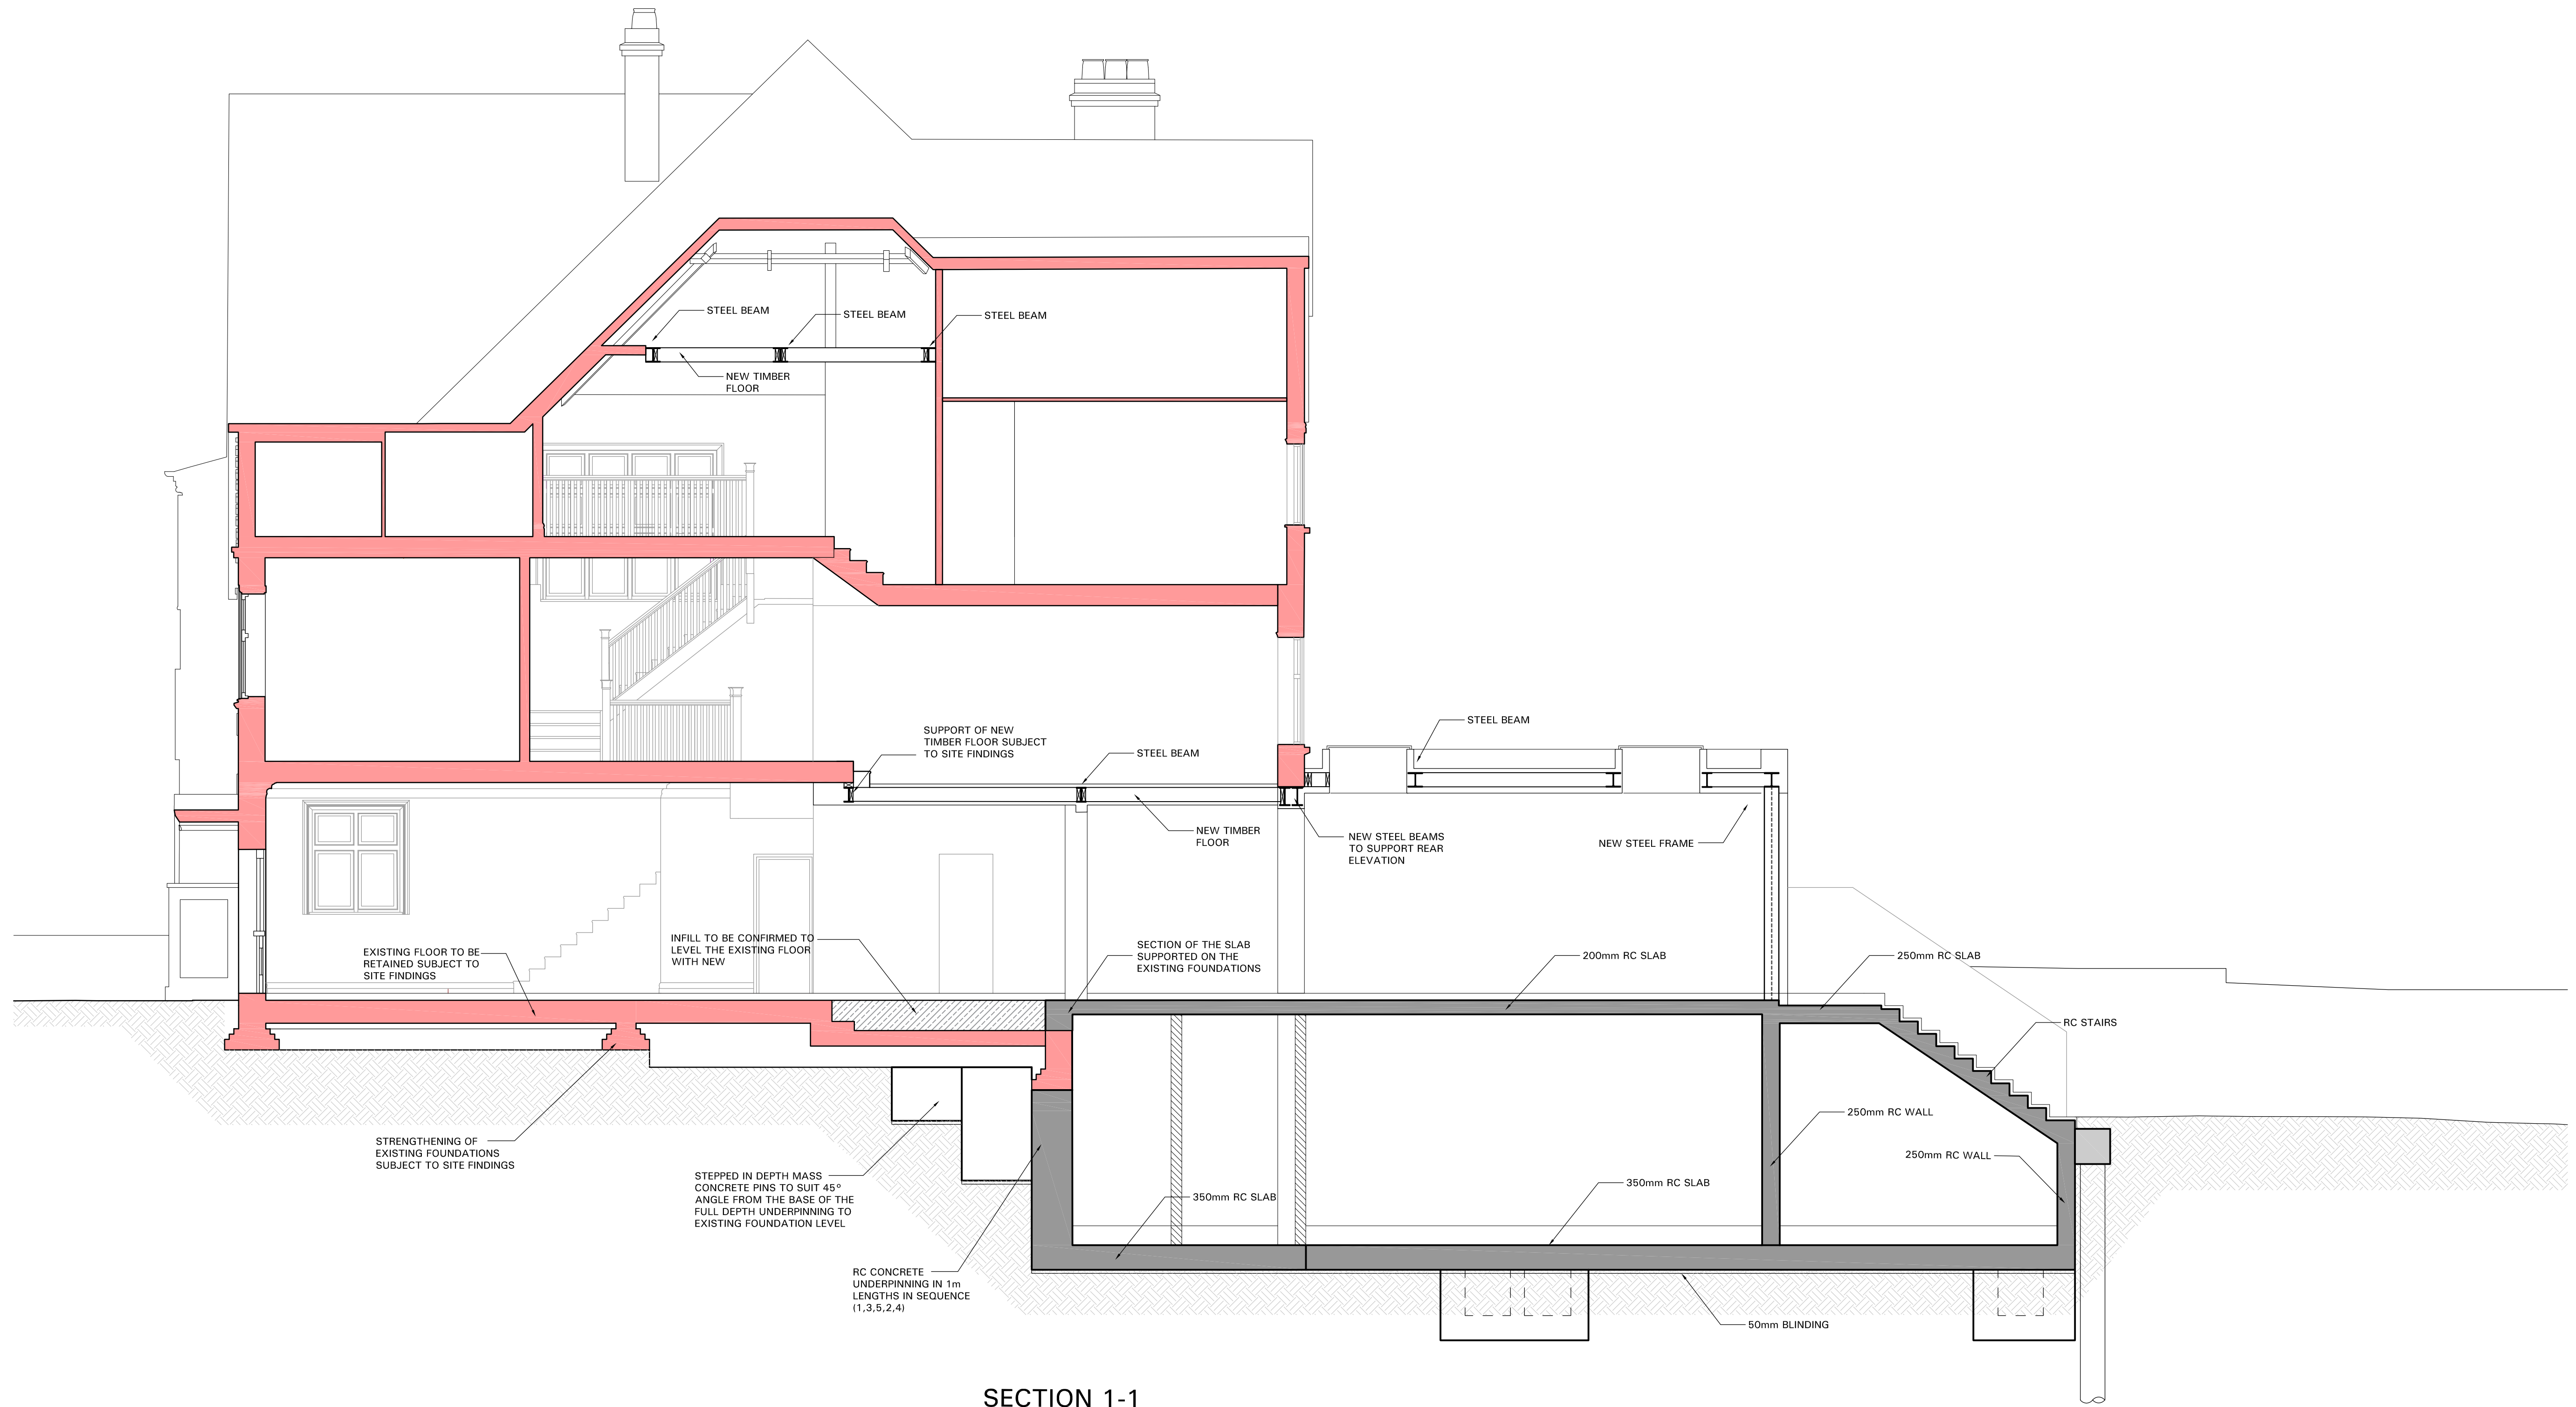 STEEL BEAM
STEEL BEAM
STEEL BEAM
NEW TIMBER
FLOOR
STEEL BEAM
SUPPORT OF NEW
TIMBER FLOOR SUBJECT
TO SITE FINDINGS
STEEL BEAM
NEW TIMBER
FLOOR
NEW STEEL BEAMS
TO SUPPORT REAR
ELEVATION
NEW STEEL FRAME
EXISTING FLOOR TO BE
RETAINED SUBJECT TO
SITE FINDINGS
INFILL TO BE CONFIRMED TO
LEVEL THE EXISTING FLOOR
WITH NEW
SECTION OF THE SLAB
SUPPORTED ON THE
EXISTING FOUNDATIONS
200mm RC SLAB
250mm RC SLAB
RC STAIRS
250mm RC WALL
250mm RC WALL
STRENGTHENING OF
EXISTING FOUNDATIONS
SUBJECT TO SITE FINDINGS
STEPPED IN DEPTH MASS
CONCRETE PINS TO SUIT 45°
ANGLE FROM THE BASE OF THE
FULL DEPTH UNDERPINNING TO
EXISTING FOUNDATION LEVEL
350mm RC SLAB
350mm RC SLAB
RC CONCRETE
UNDERPINNING IN 1m
LENGTHS IN SEQUENCE
(1,3,5,2,4)
50mm BLINDING
SECTION 1-1